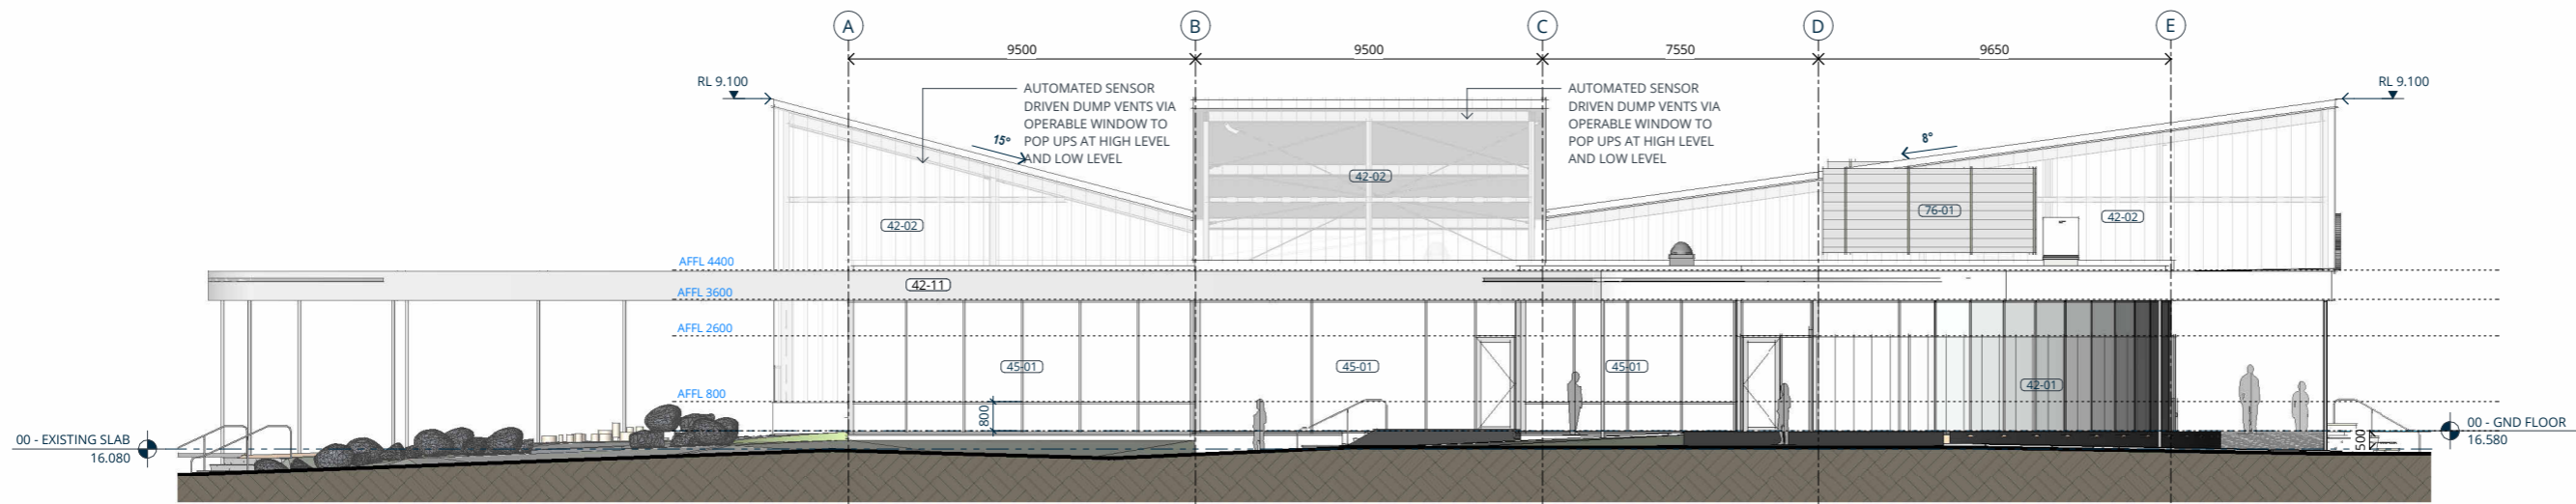 A
B
C
D
E
9500
9500
7550
9650
RL 9.100
AUTOMATED SENSOR
DRIVEN DUMP VENTS VIA
OPERABLE WINDOW TO
POP UPS AT HIGH LEVEL
AND LOW LEVEL
AUTOMATED SENSOR
DRIVEN DUMP VENTS VIA
OPERABLE WINDOW TO
POP UPS AT HIGH LEVEL
AND LOW LEVEL
RL 9.100
15°
8°
42-02
42-02
76-01
42-02
AFFL 4400
42-11
AFFL 3600
AFFL 2600
45-01
45-01
45-01
42-01
AFFL 800
800
00 - EXISTING SLAB
16.080
00 - GND FLOOR
16.580
500